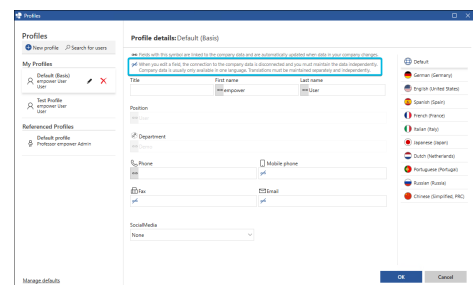 Profiles
Profiles
New profile
Search for users
My Profiles
Default (Basis)
empower User
User
Test Profile
empower User
User
Referenced Profiles
Default profile
Professor empower Admin
Manage defaults
Profile details: Default (Basis)
Fields with this symbol are linked to the company data and are automatically updated when data in your company changes.
When you edit a field, the connection to the company data is disconnected and you must maintain the data independently.
Company data is usually only available in one language. Transitions must be maintained separately and independently.
Title
First name
Last name
empower
User
Position
User
Department
Phone
Mobile phone
Fax
Email
SocialMedia
None
Default
German (Germany)
English (United States)
Spanish (Spain)
French (France)
Italian (Italy)
Japanese (Japan)
Dutch (Netherlands)
Portuguese (Portugal)
Russian (Russia)
Chinese (Simplified, PRC)
OK
Cancel